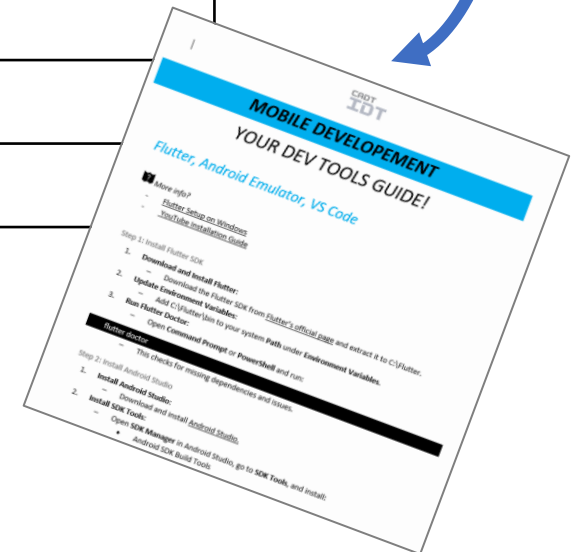 CADT
IDT
MOBILE DEVELOPEMENT
YOUR DEV TOOLS GUIDE!
Flutter, Android Emulator, VS Code
More info?
- Flutter Setup on Windows
- YouTube Installation Guide
Step 1: Install Flutter SDK
1. Download and Install Flutter:
– Download the Flutter SDK from Flutter's official page and extract it to C:\Flutter.
2. Update Environment Variables:
– Add C:\Flutter\bin to your system Path under Environment Variables.
3. Run Flutter Doctor:
– Open Command Prompt or PowerShell and run:
flutter doctor
– This checks for missing dependencies and issues.
Step 2: Install Android Studio
1. Install Android Studio:
– Download and install Android Studio.
2. Install SDK Tools:
– Open SDK Manager in Android Studio, go to SDK Tools, and install:
• Android SDK Build Tools